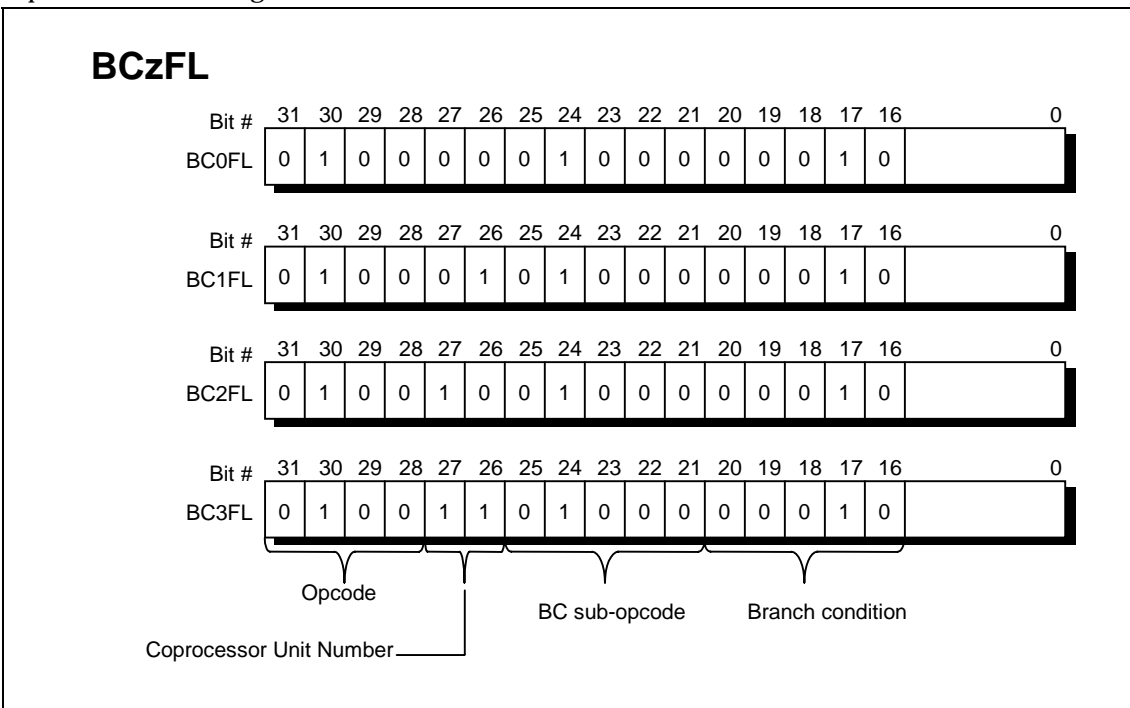 BCzFL
Bit # 31 30 29 28 27 26 25 24 23 22 21 20 19 18 17 16 0
BC0FL 0 1 0 0 0 0 0 1 0 0 0 0 0 0 1 0
Bit # 31 30 29 28 27 26 25 24 23 22 21 20 19 18 17 16 0
BC1FL 0 1 0 0 0 1 0 1 0 0 0 0 0 0 1 0
Bit # 31 30 29 28 27 26 25 24 23 22 21 20 19 18 17 16 0
BC2FL 0 1 0 0 1 0 0 1 0 0 0 0 0 0 1 0
Bit # 31 30 29 28 27 26 25 24 23 22 21 20 19 18 17 16 0
BC3FL 0 1 0 0 1 1 0 1 0 0 0 0 0 0 1 0
Opcode
BC sub-opcode Branch condition
Coprocessor Unit Number